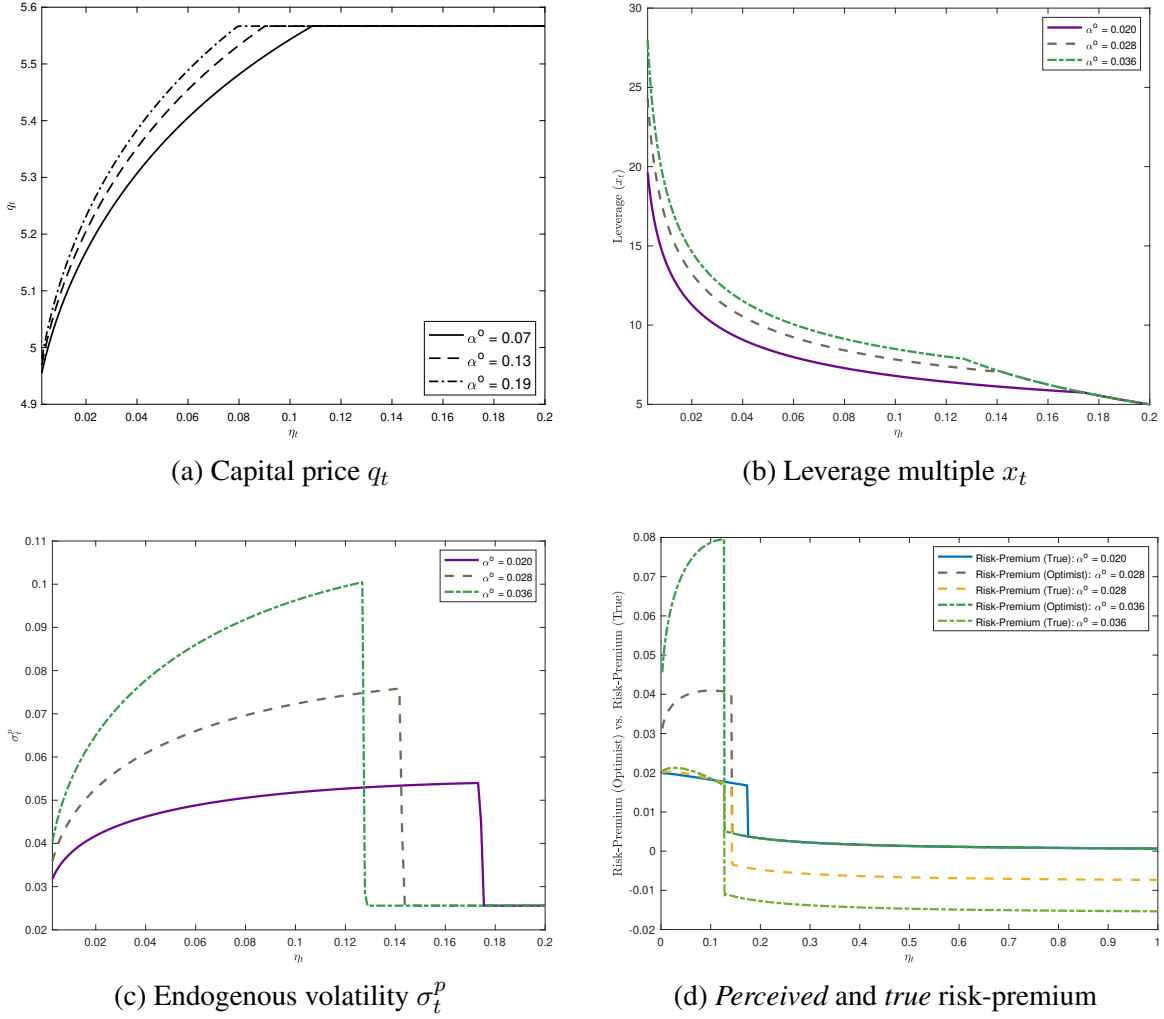 5.6
5.5
5.4
5.3
5.2
5.1
5
4.9
q_t
0.02 0.04 0.06 0.08 0.1 0.12 0.14 0.16 0.18 0.2
η_t
α^o = 0.07
α^o = 0.13
α^o = 0.19
(a) Capital price q_t
30
25
20
15
10
5
Leverage (x_t)
0.02 0.04 0.06 0.08 0.1 0.12 0.14 0.16 0.18 0.2
η_t
α^o = 0.020
α^o = 0.028
α^o = 0.036
(b) Leverage multiple x_t
0.11
0.1
0.09
0.08
0.07
0.06
0.05
0.04
0.03
0.02
σ_t^p
0.02 0.04 0.06 0.08 0.1 0.12 0.14 0.16 0.18 0.2
η_t
α^o = 0.020
α^o = 0.028
α^o = 0.036
(c) Endogenous volatility σ_t^p
0.08
0.07
0.06
0.05
0.04
0.03
0.02
0.01
0
-0.01
-0.02
Risk-Premium (Optimist) vs. Risk-Premium (True)
0 0.1 0.2 0.3 0.4 0.5 0.6 0.7 0.8 0.9 1
η_t
Risk-Premium (True): α^o = 0.020
Risk-Premium (Optimist): α^o = 0.028
Risk-Premium (True): α^o = 0.028
Risk-Premium (Optimist): α^o = 0.036
Risk-Premium (True): α^o = 0.036
(d) Perceived and true risk-premium